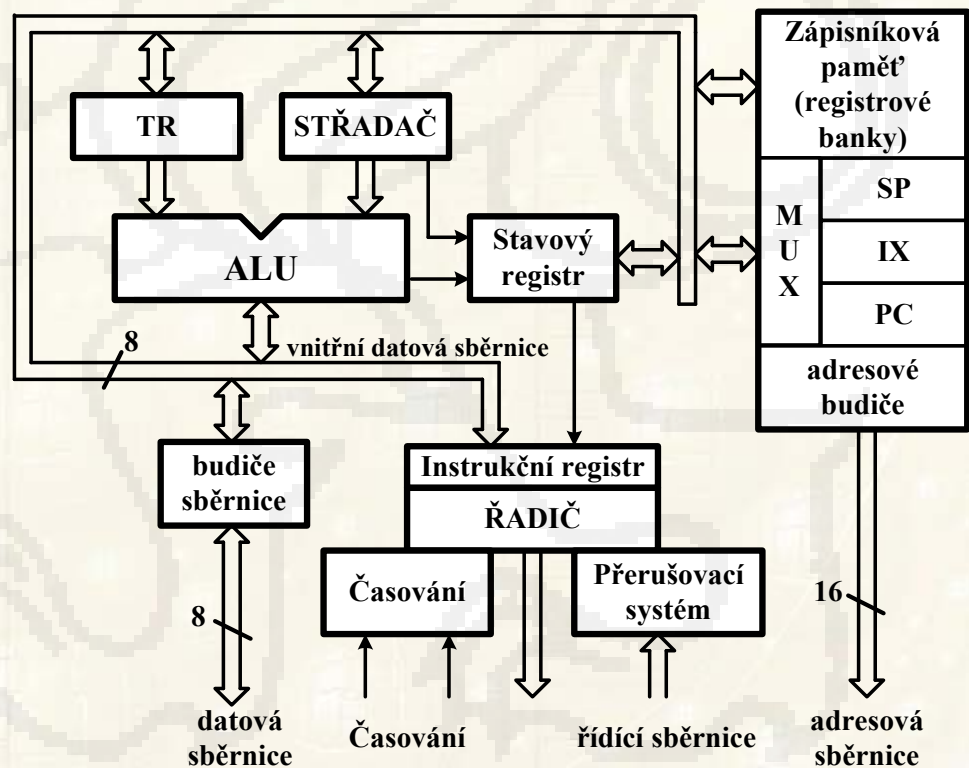 Zápisníková
paměť
(registrové
banky)
TR
STŘADAČ
M
U
X
SP
IX
PC
ALU
Stavový
registr
8
vnitřní datová sběrnice
adresové
budiče
budiče
sběrnice
Instrukční registr
ŘADIČ
Časování
Přerušovací
systém
8
16
datová
sběrnice
Časování
řídící sběrnice
adresová
sběrnice